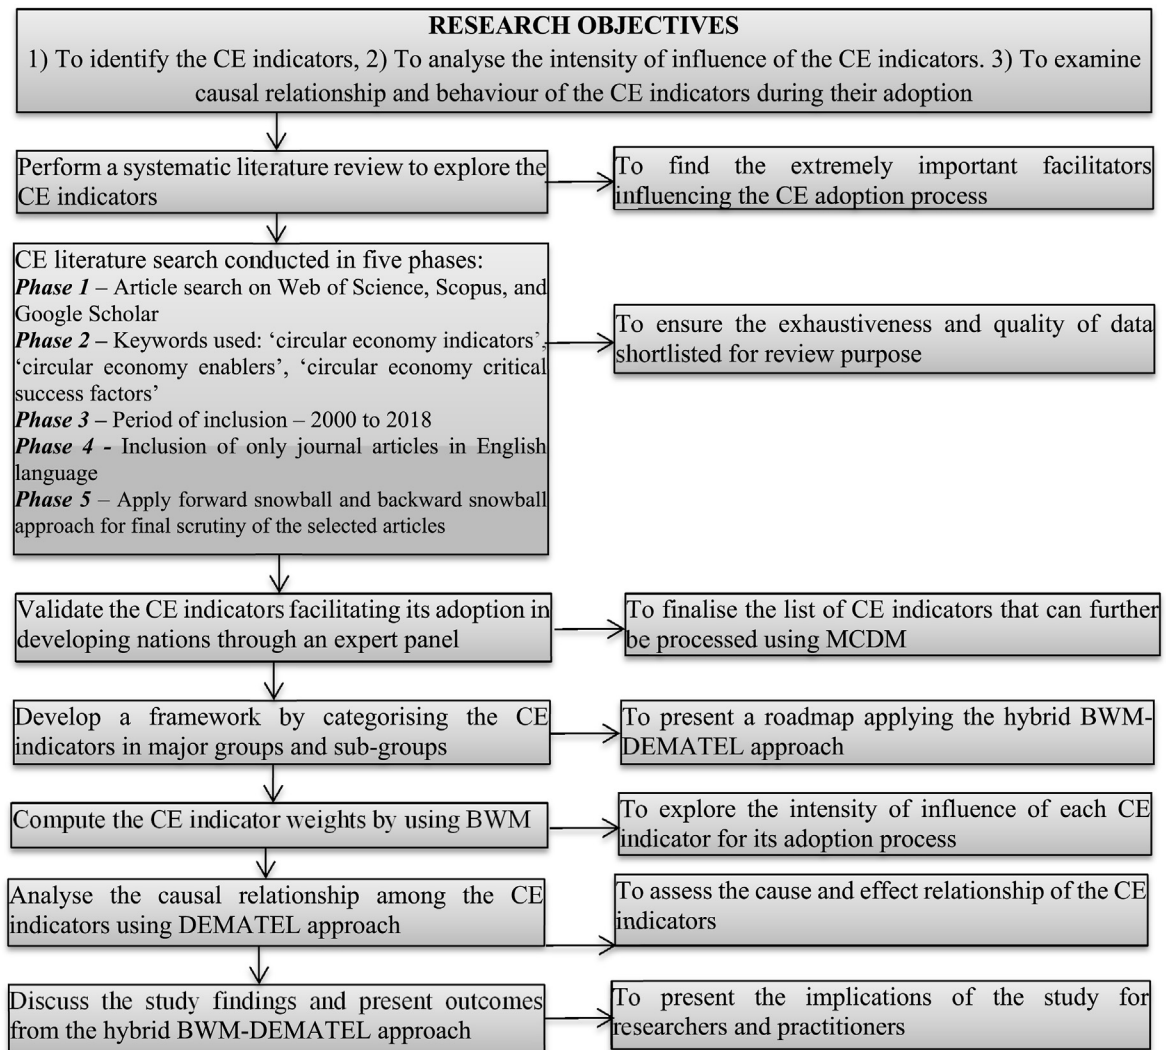 RESEARCH OBJECTIVES
1) To identify the CE indicators, 2) To analyse the intensity of influence of the CE indicators. 3) To examine
causal relationship and behaviour of the CE indicators during their adoption
Perform a systematic literature review to explore the
CE indicators
To find the extremely important facilitators
influencing the CE adoption process
CE literature search conducted in five phases:
Phase 1 – Article search on Web of Science, Scopus, and
Google Scholar
Phase 2 – Keywords used: ‘circular economy indicators’,
‘circular economy enablers’, ‘circular economy critical
success factors’
Phase 3 – Period of inclusion – 2000 to 2018
Phase 4 - Inclusion of only journal articles in English
language
Phase 5 – Apply forward snowball and backward snowball
approach for final scrutiny of the selected articles
To ensure the exhaustiveness and quality of data
shortlisted for review purpose
Validate the CE indicators facilitating its adoption in
developing nations through an expert panel
To finalise the list of CE indicators that can further
be processed using MCDM
Develop a framework by categorising the CE
indicators in major groups and sub-groups
To present a roadmap applying the hybrid BWM-
DEMATEL approach
Compute the CE indicator weights by using BWM
To explore the intensity of influence of each CE
indicator for its adoption process
Analyse the causal relationship among the CE
indicators using DEMATEL approach
To assess the cause and effect relationship of the CE
indicators
Discuss the study findings and present outcomes
from the hybrid BWM-DEMATEL approach
To present the implications of the study for
researchers and practitioners